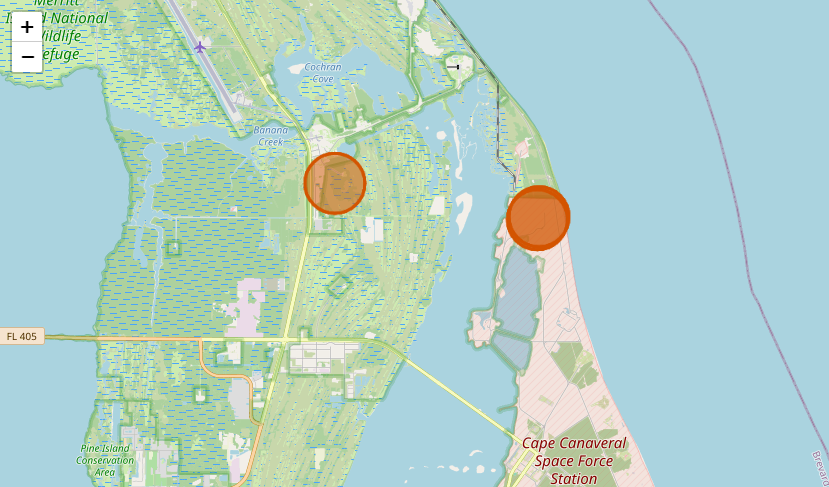 Merritt
Island National
Wildlife
Refuge
+
−
Cochran
Cove
Banana
Creek
FL 405
Pine Island
Conservation
Area
Cape Canaveral
Space Force
Station
Brevard